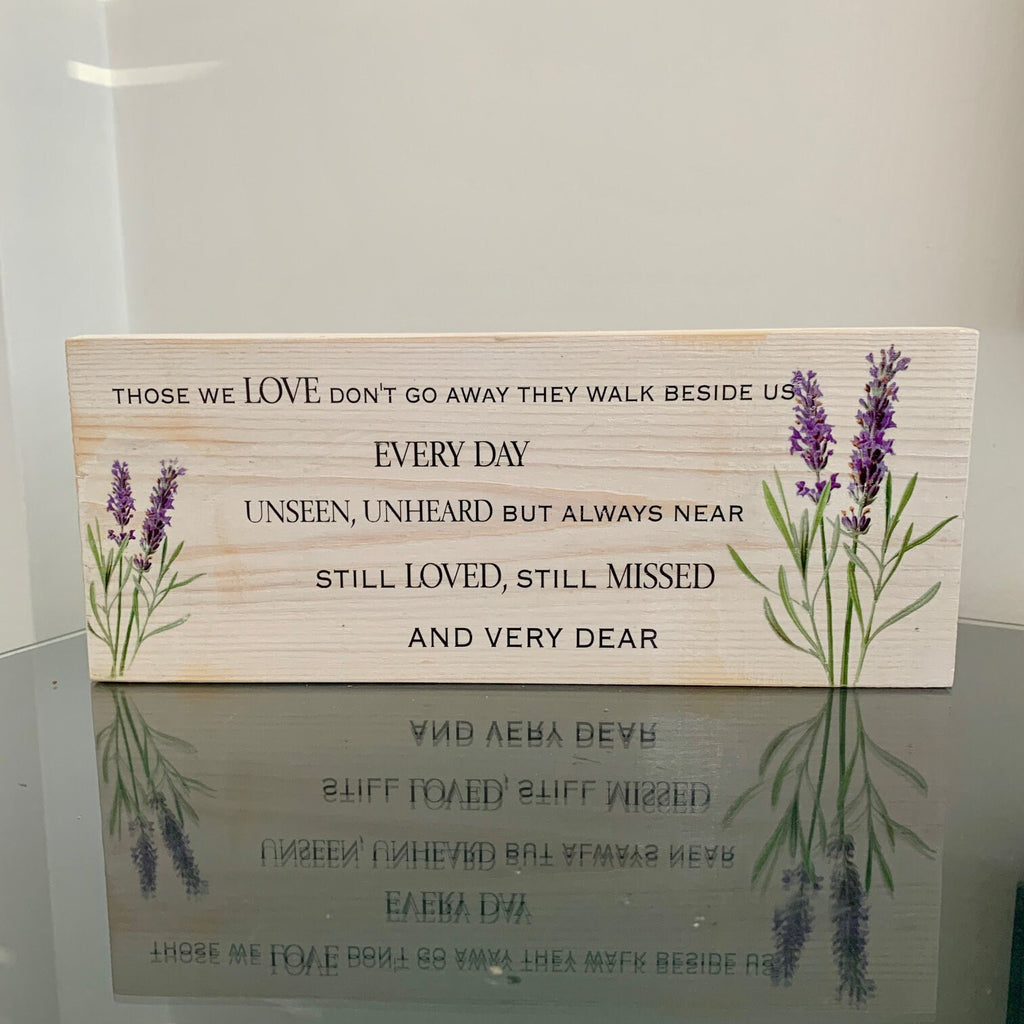 THOSE WE LOVE DON'T GO AWAY THEY WALK BESIDE US
EVERY DAY
UNSEEN, UNHEARD BUT ALWAYS NEAR
STILL LOVED, STILL MISSED
AND VERY DEAR